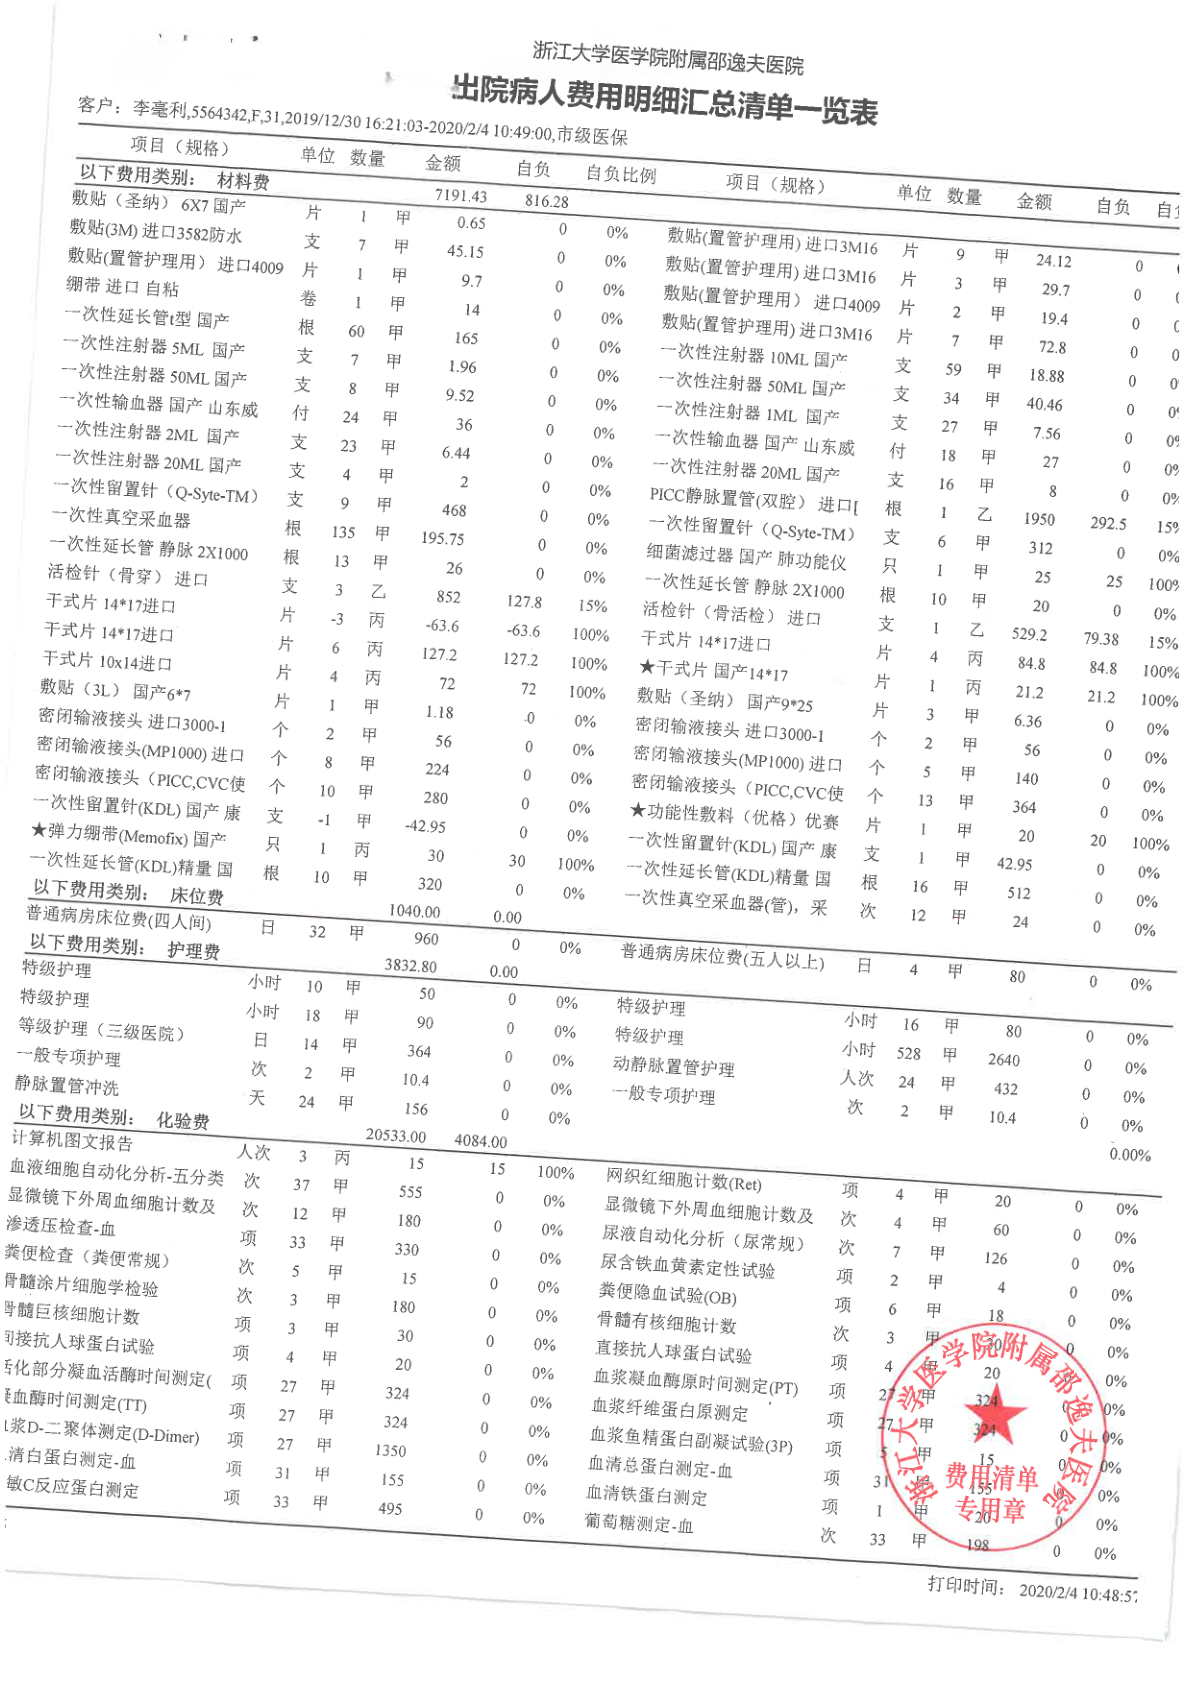 浙江大学医学院附属邵逸夫医院
出院病人费用明细汇总清单一览表
客户：李毫利,5564342,F,31,2019/12/30 16:21:03-2020/2/4 10:49:00,市级医保
项目（规格） 单位 数量 金额 自负 自负比例 项目（规格） 单位 数量 金额 自负
以下费用类别： 材料费 7191.43 816.28
敷贴（圣纳） 6X7 国产 片 1 甲 0.65 0 0% 敷贴(置管护理用) 进口3M16 片 9 甲 24.12 0
敷贴(3M) 进口3582防水 支 7 甲 45.15 0 0% 敷贴(置管护理用) 进口3M16 片 3 甲 29.7 0
敷贴(置管护理用） 进口4009 片 1 甲 9.7 0 0% 敷贴(置管护理用） 进口4009 片 2 甲 19.4 0
绷带 进口 自粘 卷 1 甲 14 0 0% 敷贴(置管护理用) 进口3M16 片 7 甲 72.8 0
一次性延长管t型 国产 根 60 甲 165 0 0% 一次性注射器 10ML 国产 支 59 甲 18.88 0
一次性注射器 5ML 国产 支 7 甲 1.96 0 0% 一次性注射器 50ML 国产 支 34 甲 40.46 0
一次性注射器 50ML 国产 支 8 甲 9.52 0 0% 一次性注射器 1ML 国产 支 27 甲 7.56 0
一次性输血器 国产 山东威 付 24 甲 36 0 0% 一次性输血器 国产 山东威 付 18 甲 27 0
一次性注射器 2ML 国产 支 23 甲 6.44 0 0% 一次性注射器 20ML 国产 支 16 甲 8 0 0%
一次性注射器 20ML 国产 支 4 甲 2 0 0% PICC静脉置管(双腔） 进口[ 根 1 乙 1950 292.5 15%
一次性留置针（Q-Syte-TM） 支 9 甲 468 0 0% 一次性留置针（Q-Syte-TM） 支 6 甲 312 0 0%
一次性真空采血器 根 135 甲 195.75 0 0% 细菌滤过器 国产 肺功能仪 只 1 甲 25 25 100%
一次性延长管 静脉 2X1000 根 13 甲 26 0 0% 一次性延长管 静脉 2X1000 根 10 甲 20 0 0%
活检针（骨穿） 进口 支 3 乙 852 127.8 15% 活检针（骨活检） 进口 支 1 乙 529.2 79.38 15%
干式片 14*17进口 片 -3 丙 -63.6 -63.6 100% 干式片 14*17进口 片 4 丙 84.8 84.8 100%
干式片 14*17进口 片 6 丙 127.2 127.2 100% ★干式片 国产14*17 片 1 丙 21.2 21.2 100%
干式片 10x14进口 片 4 丙 72 72 100% 敷贴（圣纳） 国产9*25 片 3 甲 6.36 0 0%
敷贴（3L） 国产6*7 片 1 甲 1.18 0 0% 密闭输液接头 进口3000-1 个 2 甲 56 0 0%
密闭输液接头 进口3000-1 个 2 甲 56 0 0% 密闭输液接头(MP1000) 进口 个 5 甲 140 0 0%
密闭输液接头(MP1000) 进口 个 8 甲 224 0 0% 密闭输液接头（PICC,CVC使 个 13 甲 364 0 0%
密闭输液接头（PICC,CVC使 个 10 甲 280 0 0% ★功能性敷料（优格）优赛 片 1 甲 20 20 100%
一次性留置针(KDL) 国产 康 支 -1 甲 -42.95 0 0% 一次性留置针(KDL) 国产 康 支 1 甲 42.95 0 0%
★弹力绷带(Memofix) 国产 只 1 丙 30 30 100% 一次性延长管(KDL)精量 国 根 16 甲 512 0 0%
一次性延长管(KDL)精量 国 根 10 甲 320 0 0% 一次性真空采血器(管)，采 次 12 甲 24 0 0%
以下费用类别： 床位费 1040.00 0.00
普通病房床位费(四人间) 日 32 甲 960 0 0% 普通病房床位费(五人以上) 日 4 甲 80 0 0%
以下费用类别： 护理费 3832.80 0.00
特级护理 小时 10 甲 50 0 0% 特级护理 小时 16 甲 80 0 0%
特级护理 小时 18 甲 90 0 0% 特级护理 小时 528 甲 2640 0 0%
等级护理（三级医院） 日 14 甲 364 0 0% 动静脉置管护理 人次 24 甲 432 0 0%
一般专项护理 次 2 甲 10.4 0 0% 一般专项护理 次 2 甲 10.4 0 0%
静脉置管冲洗 天 24 甲 156 0 0%
以下费用类别： 化验费 20533.00 4084.00 0.00%
计算机图文报告 人次 3 丙 15 15 100% 网织红细胞计数(Ret) 项 4 甲 20 0 0%
血液细胞自动化分析-五分类 次 37 甲 555 0 0% 显微镜下外周血细胞计数及 次 4 甲 60 0 0%
显微镜下外周血细胞计数及 次 12 甲 180 0 0% 尿液自动化分析（尿常规） 次 7 甲 126 0 0%
渗透压检查-血 项 33 甲 330 0 0% 尿含铁血黄素定性试验 项 2 甲 4 0 0%
粪便检查（粪便常规） 次 5 甲 15 0 0% 粪便隐血试验(OB) 项 6 甲 18 0 0%
骨髓涂片细胞学检验 次 3 甲 180 0 0% 骨髓有核细胞计数 次 3 甲 30 0 0%
骨髓巨核细胞计数 项 3 甲 30 0 0% 直接抗人球蛋白试验 项 4 甲 20 0 0%
间接抗人球蛋白试验 项 4 甲 20 0 0% 血浆凝血酶原时间测定(PT) 项 27 甲 324 0 0%
活化部分凝血活酶时间测定( 项 27 甲 324 0 0% 血浆纤维蛋白原测定 项 27 甲 324 0 0%
凝血酶时间测定(TT) 项 27 甲 324 0 0% 血浆鱼精蛋白副凝试验(3P) 项 5 甲 15 0 0%
血浆D-二聚体测定(D-Dimer) 项 27 甲 1350 0 0% 血清总蛋白测定-血 项 31 甲 155 0 0%
清白蛋白测定-血 项 31 甲 155 0 0% 血清铁蛋白测定 项 1 甲 20 0 0%
敏C反应蛋白测定 项 33 甲 495 0 0% 葡萄糖测定-血 次 33 甲 198 0 0%
浙江大学医学院附属邵逸夫医院
费用清单
专用章
打印时间： 2020/2/4 10:48:57